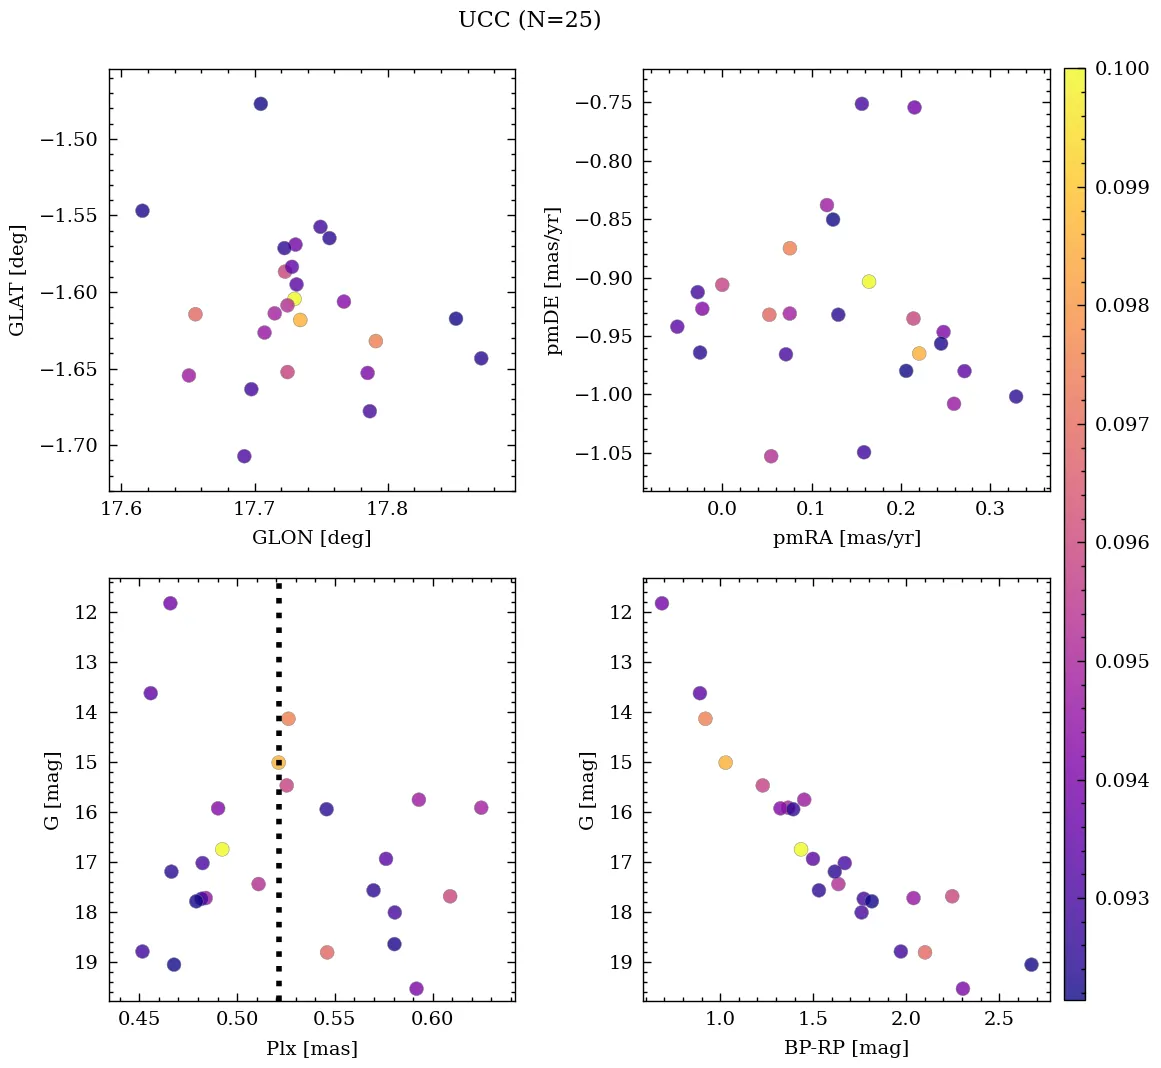 UCC (N=25)
−1.50
−1.55
−1.60
−1.65
−1.70
GLAT [deg]
17.6 17.7 17.8
GLON [deg]
−0.75
−0.80
−0.85
−0.90
−0.95
−1.00
−1.05
pmDE [mas/yr]
0.0 0.1 0.2 0.3
pmRA [mas/yr]
12
13
14
15
16
17
18
19
G [mag]
0.45 0.50 0.55 0.60
Plx [mas]
12
13
14
15
16
17
18
19
G [mag]
1.0 1.5 2.0 2.5
BP-RP [mag]
0.100
0.099
0.098
0.097
0.096
0.095
0.094
0.093